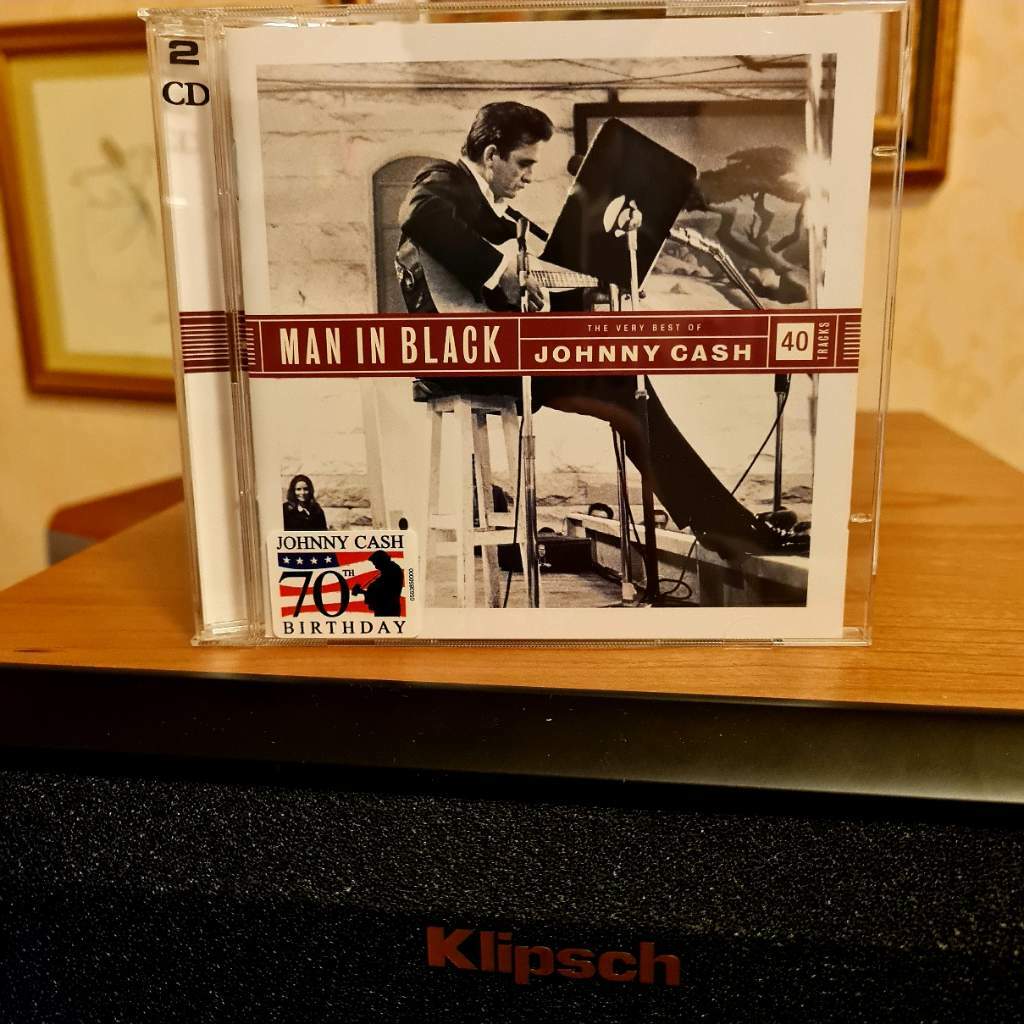 2
CD
MAN IN BLACK
THE VERY BEST OF
JOHNNY CASH
40
TRACKS
JOHNNY CASH
70TH
BIRTHDAY
Klipsch